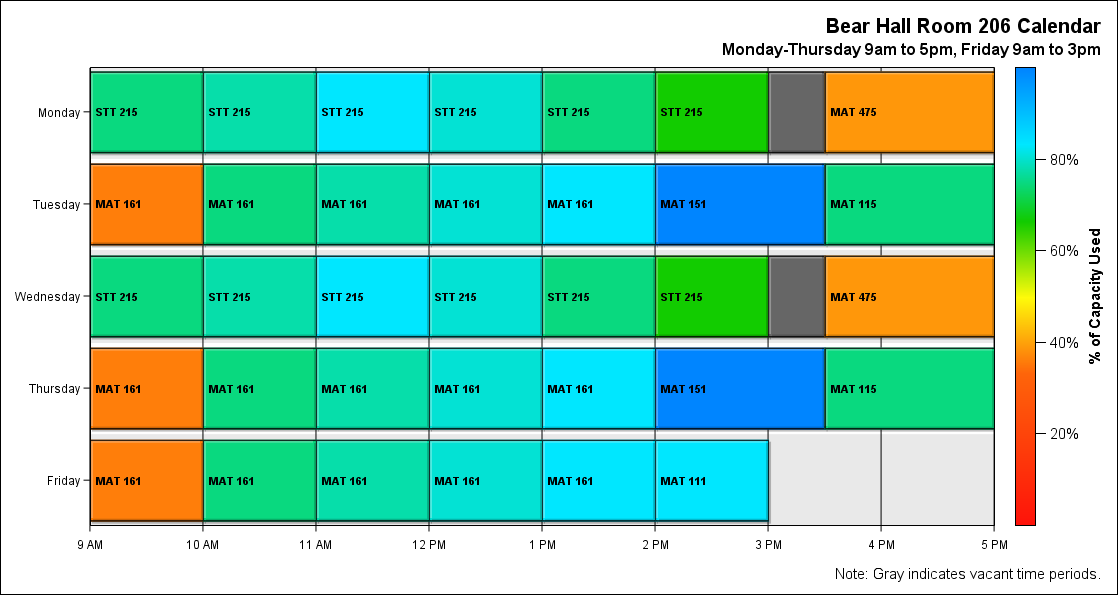 Bear Hall Room 206 Calendar
Monday-Thursday 9am to 5pm, Friday 9am to 3pm
Monday STT 215 STT 215 STT 215 STT 215 STT 215 STT 215 MAT 475
Tuesday MAT 161 MAT 161 MAT 161 MAT 161 MAT 161 MAT 151 MAT 115
Wednesday STT 215 STT 215 STT 215 STT 215 STT 215 STT 215 MAT 475
Thursday MAT 161 MAT 161 MAT 161 MAT 161 MAT 161 MAT 151 MAT 115
Friday MAT 161 MAT 161 MAT 161 MAT 161 MAT 161 MAT 111
9 AM 10 AM 11 AM 12 PM 1 PM 2 PM 3 PM 4 PM 5 PM
80%
60%
40%
20%
% of Capacity Used
Note: Gray indicates vacant time periods.